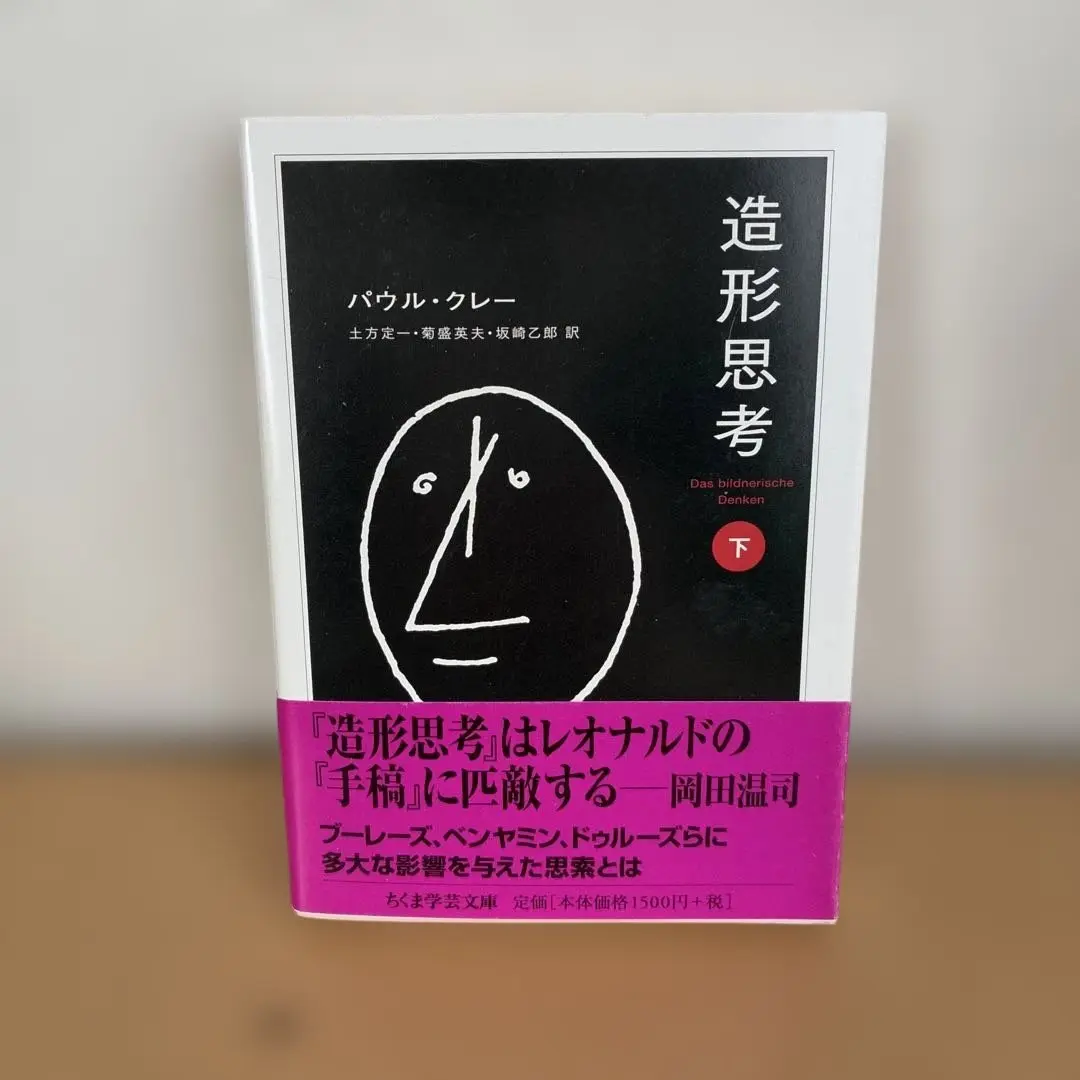 造形思考
Das bildnerische
Denken
下
パウル・クレー
土方定一・菊盛英夫・坂崎乙郎 訳
『造形思考』はレオナルドの
『手稿』に匹敵する──岡田温司
ブーレーズ、ベンヤミン、ドゥルーズらに
多大な影響を与えた思索とは
ちくま学芸文庫 定価[本体価格1500円+税]